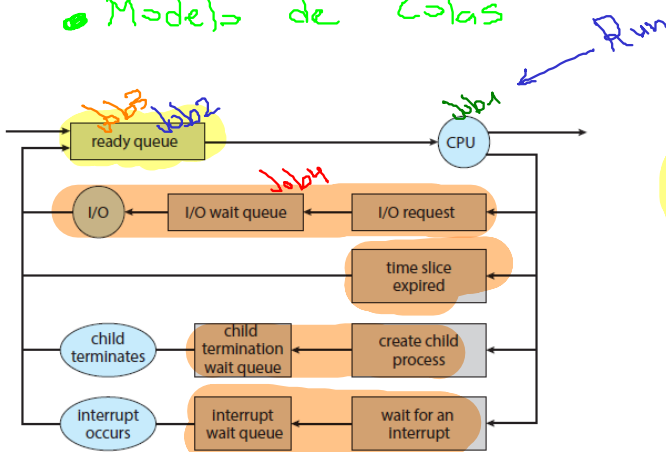 Modelo de Colas
Run
Job3 Job2
Job1
ready queue
CPU
Job4
I/O
I/O wait queue
I/O request
time slice
expired
child
terminates
child
termination
wait queue
create child
process
interrupt
occurs
interrupt
wait queue
wait for an
interrupt